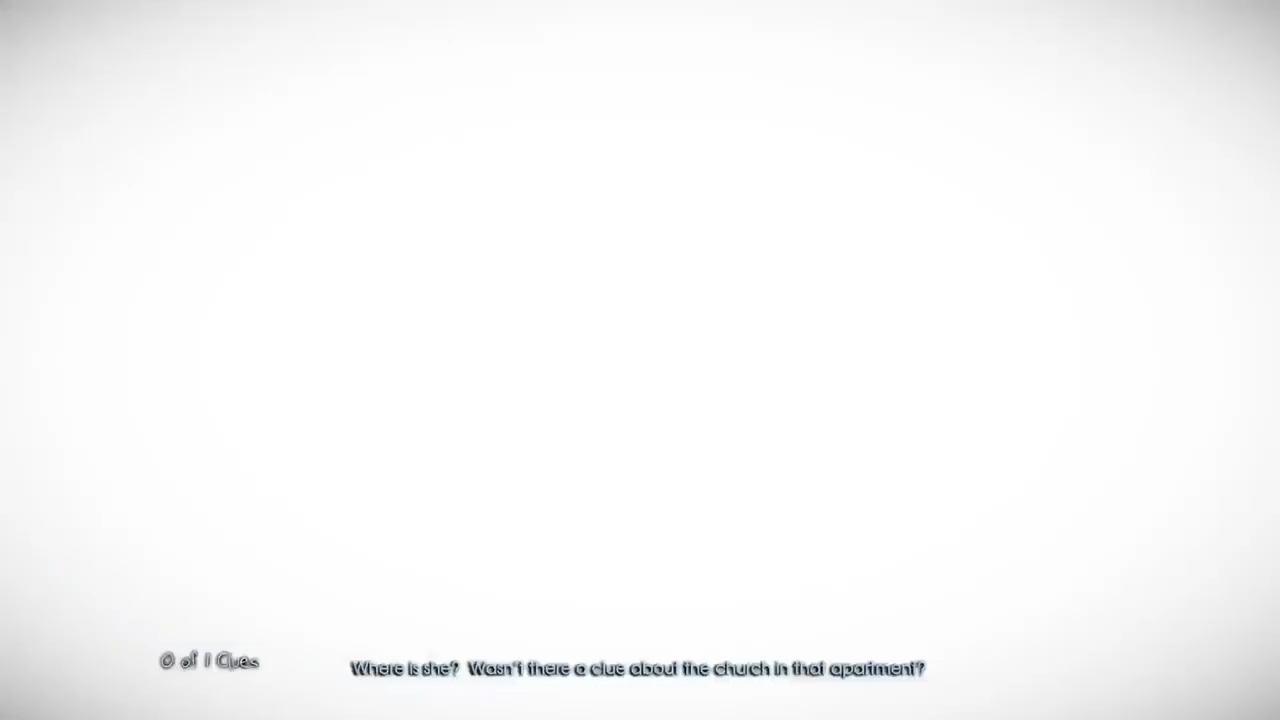 0 of 1 Clues
Where is she? Wasn't there a clue about the church in that apartment?